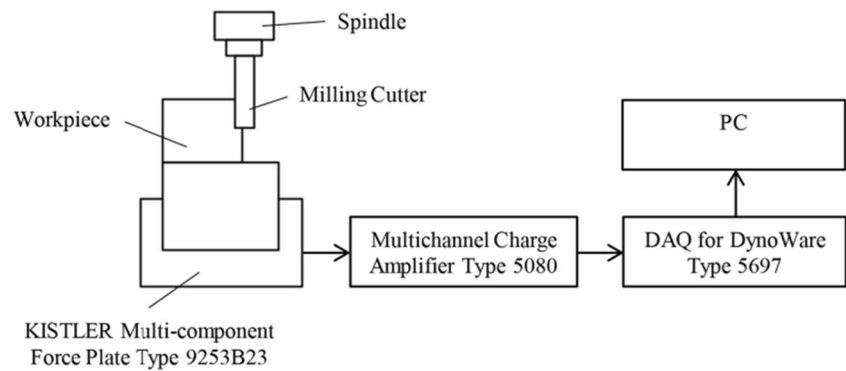 Spindle
Milling Cutter
Workpiece
PC
Multichannel Charge
Amplifier Type 5080
DAQ for DynoWare
Type 5697
KISTLER Multi-component
Force Plate Type 9253B23